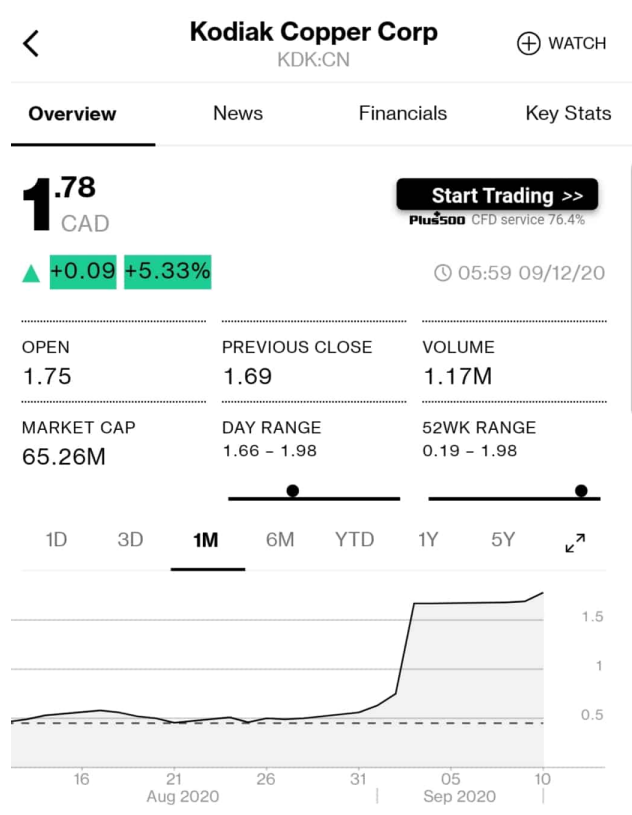 Kodiak Copper Corp
KDK:CN
WATCH
Overview News Financials Key Stats
1.78
CAD
Start Trading >>
Plus500 CFD service 76.4%
+0.09 +5.33%
05:59 09/12/20
OPEN PREVIOUS CLOSE VOLUME
1.75 1.69 1.17M
MARKET CAP DAY RANGE 52WK RANGE
65.26M 1.66 – 1.98 0.19 – 1.98
1D 3D 1M 6M YTD 1Y 5Y
1.5
1
0.5
16 21 26 31 05 10
Aug 2020 Sep 2020